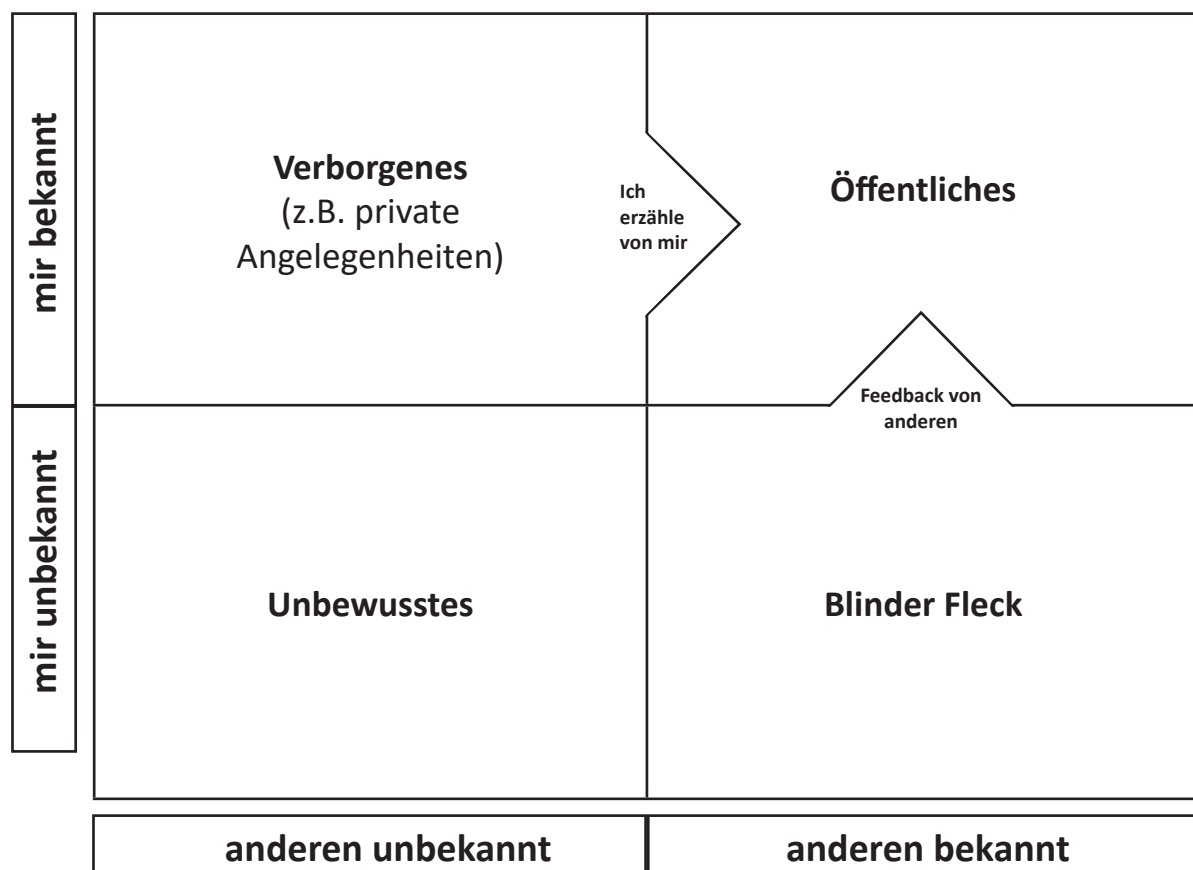 mir bekannt
Verborgenes
(z.B. private
Angelegenheiten)
Ich
erzähle
von mir
Öffentliches
Feedback von
anderen
mir unbekannt
Unbewusstes
Blinder Fleck
anderen unbekannt
anderen bekannt